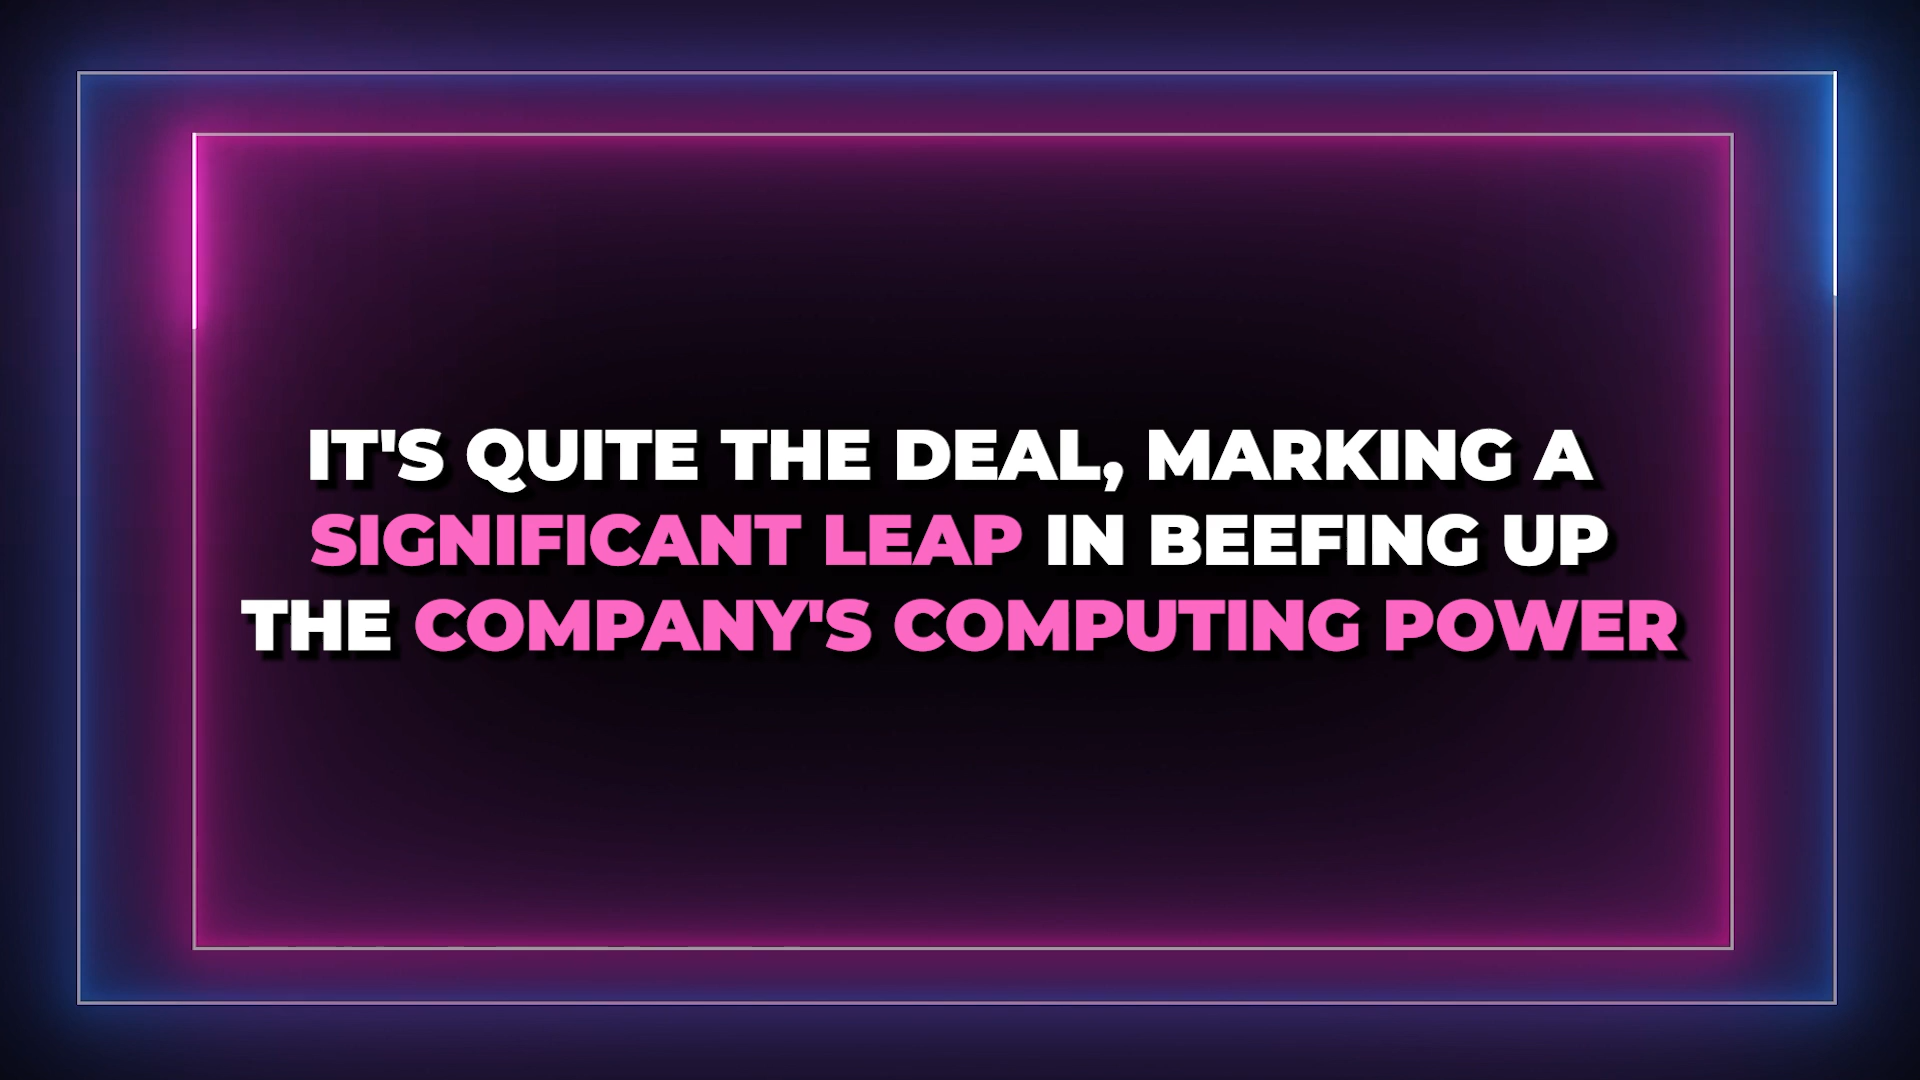 IT'S QUITE THE DEAL, MARKING A
SIGNIFICANT LEAP IN BEEFING UP
THE COMPANY'S COMPUTING POWER